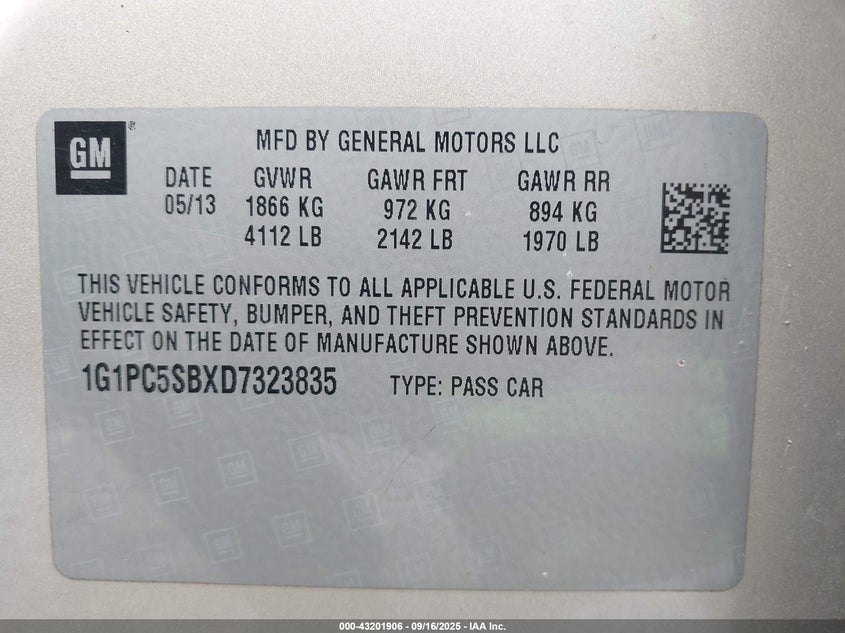 GM
MFD BY GENERAL MOTORS LLC
DATE GVWR GAWR FRT GAWR RR
05/13 1866 KG 972 KG 894 KG
4112 LB 2142 LB 1970 LB
THIS VEHICLE CONFORMS TO ALL APPLICABLE U.S. FEDERAL MOTOR
VEHICLE SAFETY, BUMPER, AND THEFT PREVENTION STANDARDS IN
EFFECT ON THE DATE OF MANUFACTURE SHOWN ABOVE.
1G1PC5SBXD7323835 TYPE: PASS CAR
000-43201906 - 09/16/2025 - IAA Inc.